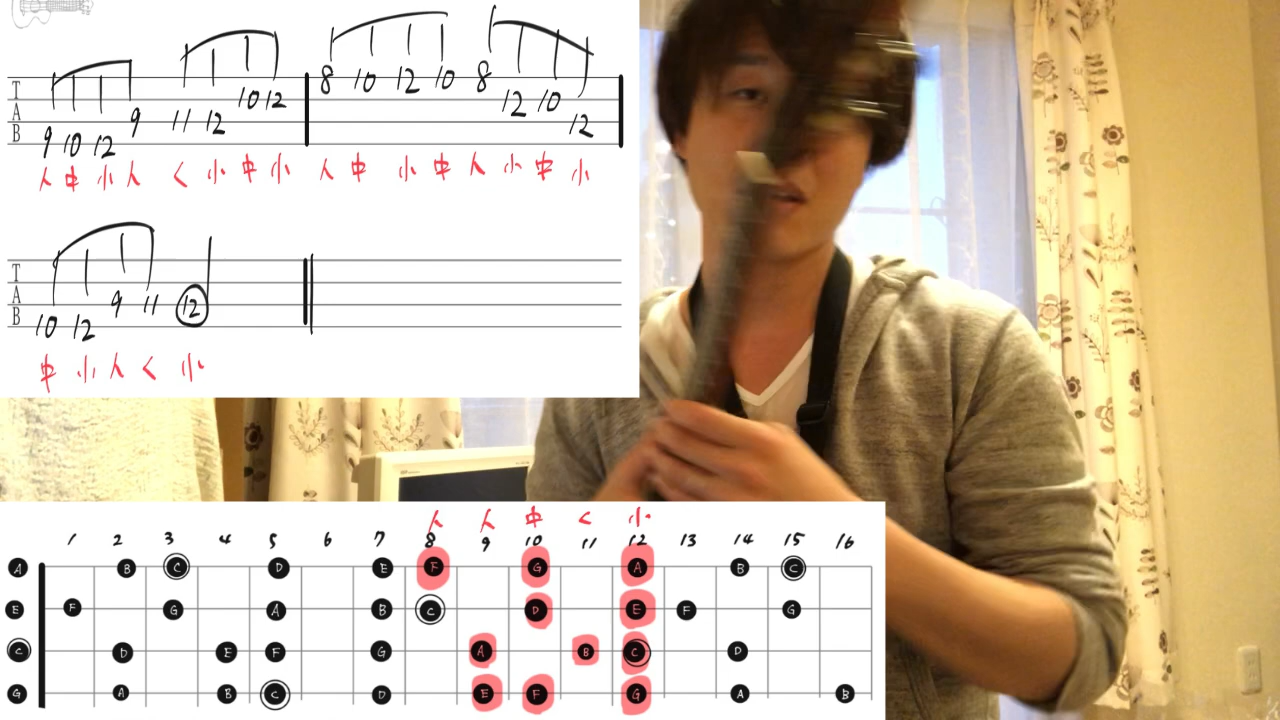 T A B
9 10 12 9 11 12 10 12 8 10 12 10 8 12 10 12
人 中 小 人 く 小 中 小 人 中 小 中 人 小 中 小
T A B
10 12 9 11 12
中 小 人 く 小
人 人 中 く 小
1 2 3 4 5 6 7 8 9 10 11 12 13 14 15 16
A B C D E F G A B C
E F G A B C D E F G
C D E F G A B C D
G A B C D E F G A B